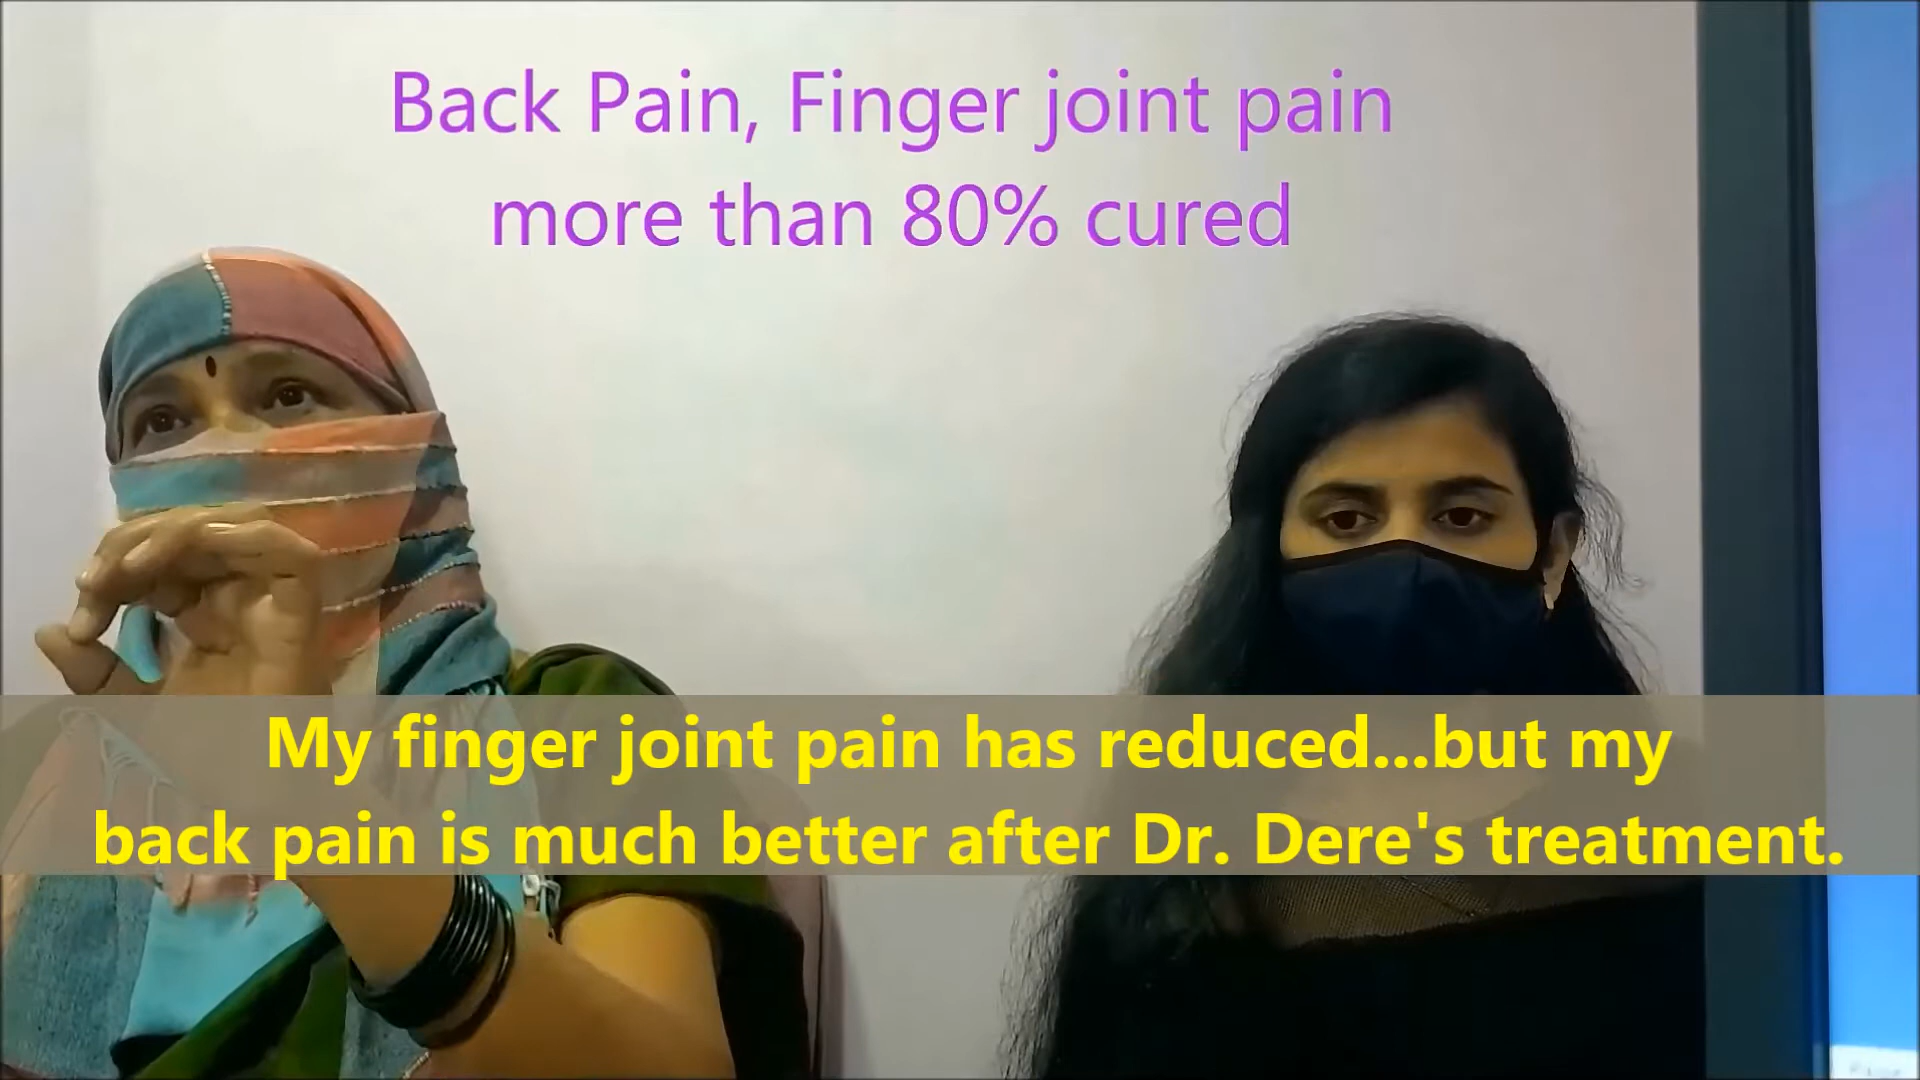 Back Pain, Finger joint pain
more than 80% cured
My finger joint pain has reduced...but my
back pain is much better after Dr. Dere's treatment.